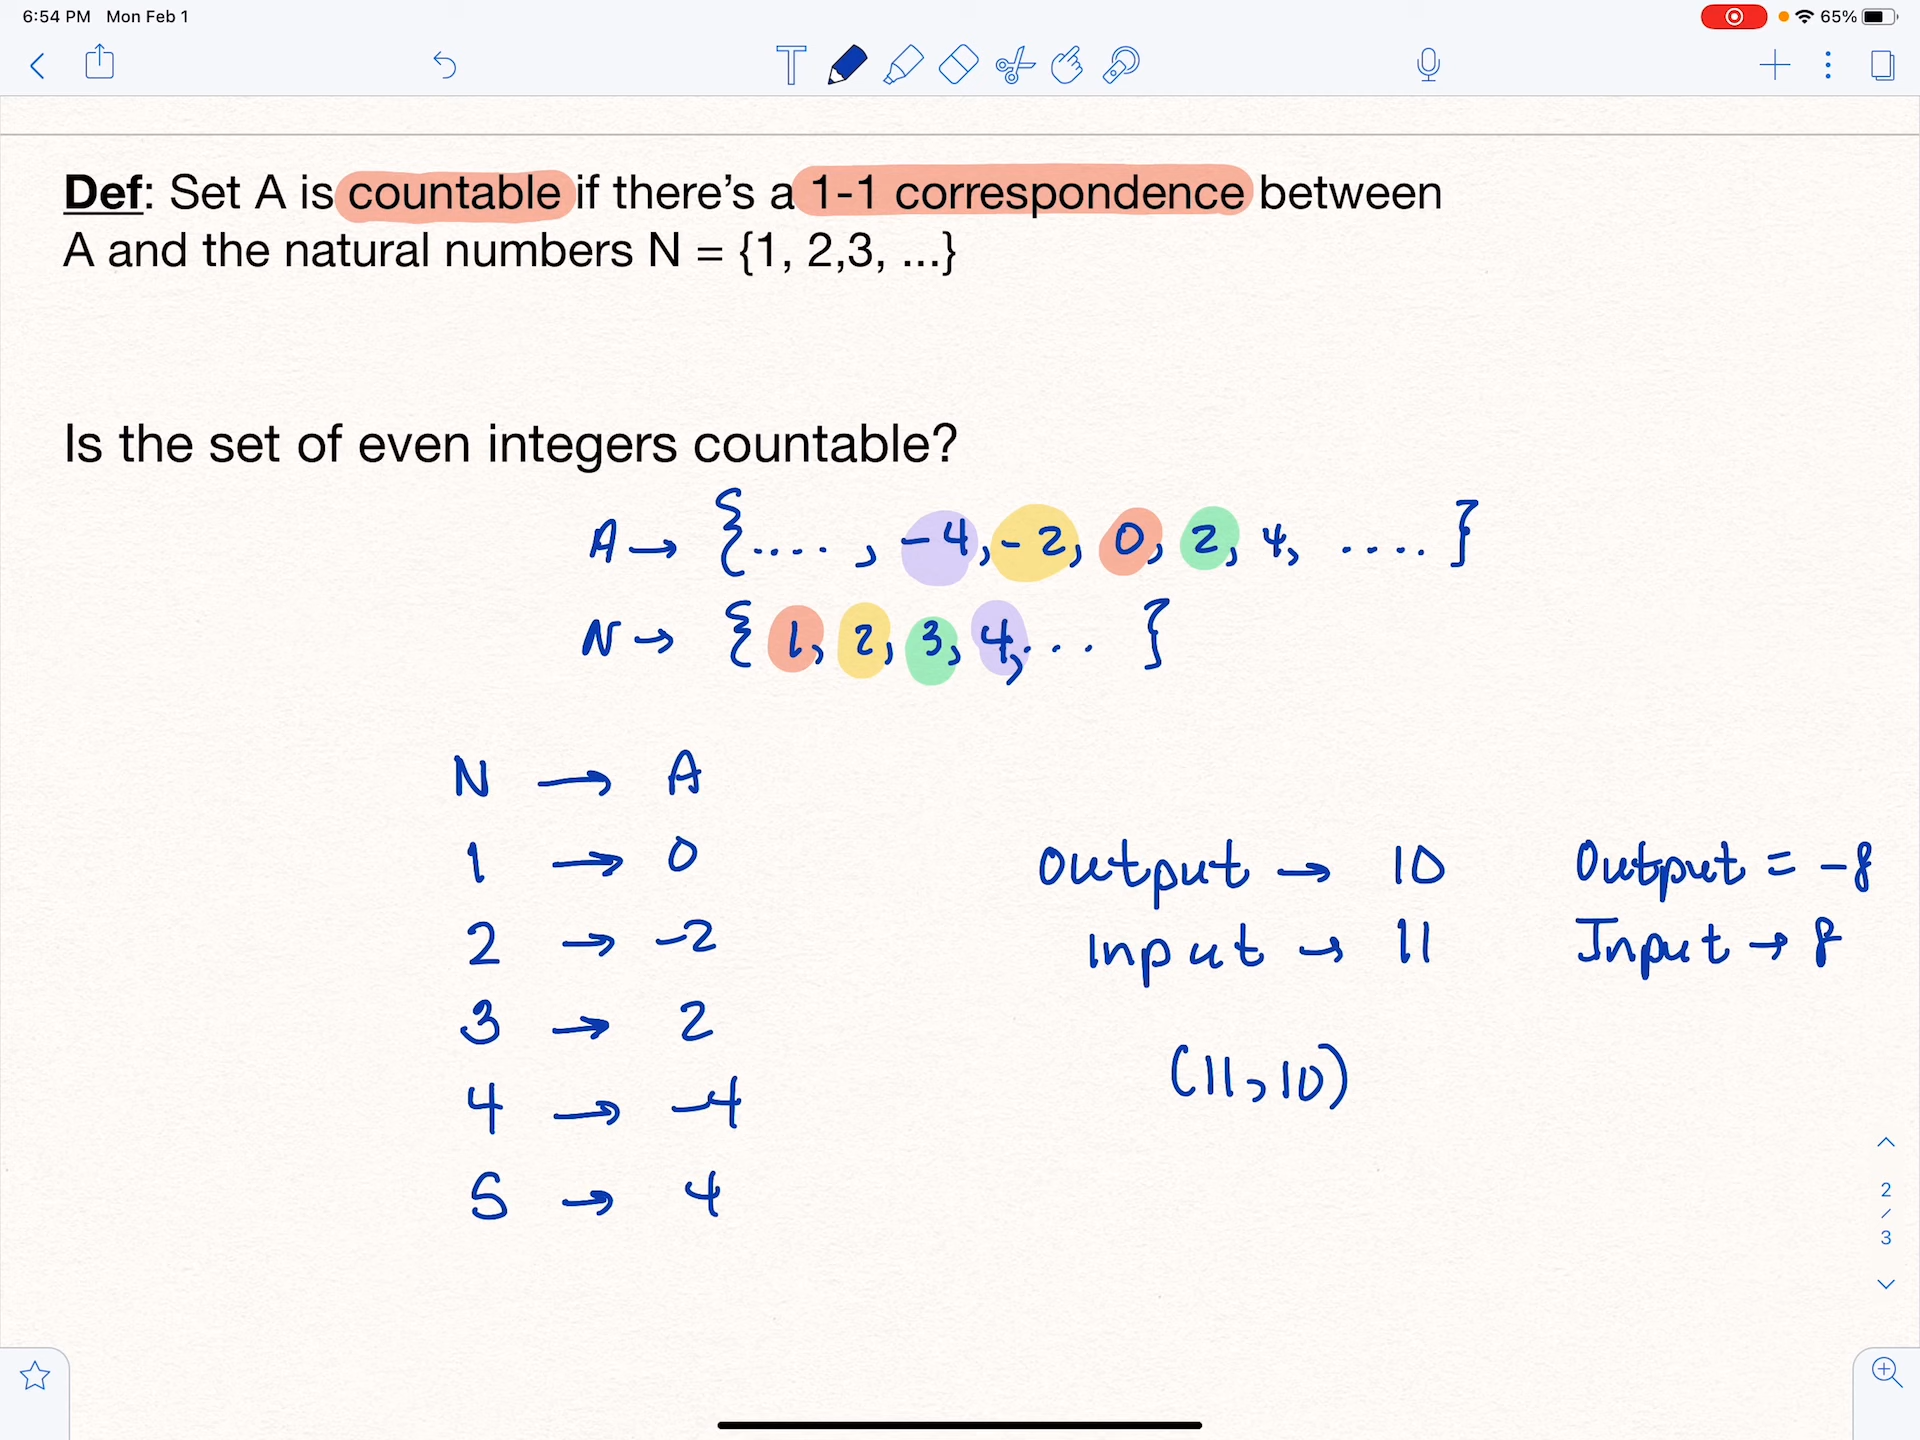 6:54 PM Mon Feb 1
65%
Def: Set A is countable if there's a 1-1 correspondence between
A and the natural numbers N = {1, 2,3, ...}
Is the set of even integers countable?
A → {...., -4, -2, 0, 2, 4, ....}
N → {1, 2, 3, 4, ... }
N → A
1 → 0
2 → -2
3 → 2
4 → -4
5 → 4
Output → 10
Input → 11
(11,10)
Output = -8
Input → 8
2
/
3